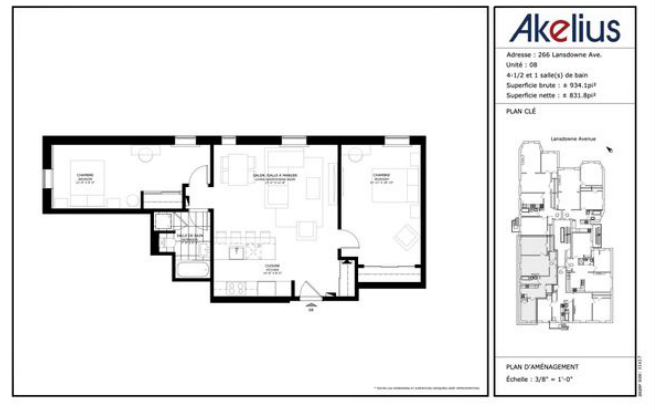 Akelius
Adresse : 266 Lansdowne Ave.
Unité : 08
4-1/2 et 1 salle(s) de bain
Superficie brute : ± 934.1pi²
Superficie nette : ± 831.8pi²
PLAN CLÉ
Lansdowne Avenue
CHAMBRE
BEDROOM
SALON /SALLE À MANGER
CHAMBRE
BEDROOM
SALLE DE BAIN
CUISINE
KITCHEN
08
PLAN D'AMÉNAGEMENT
Échelle : 3/8" = 1'-0"